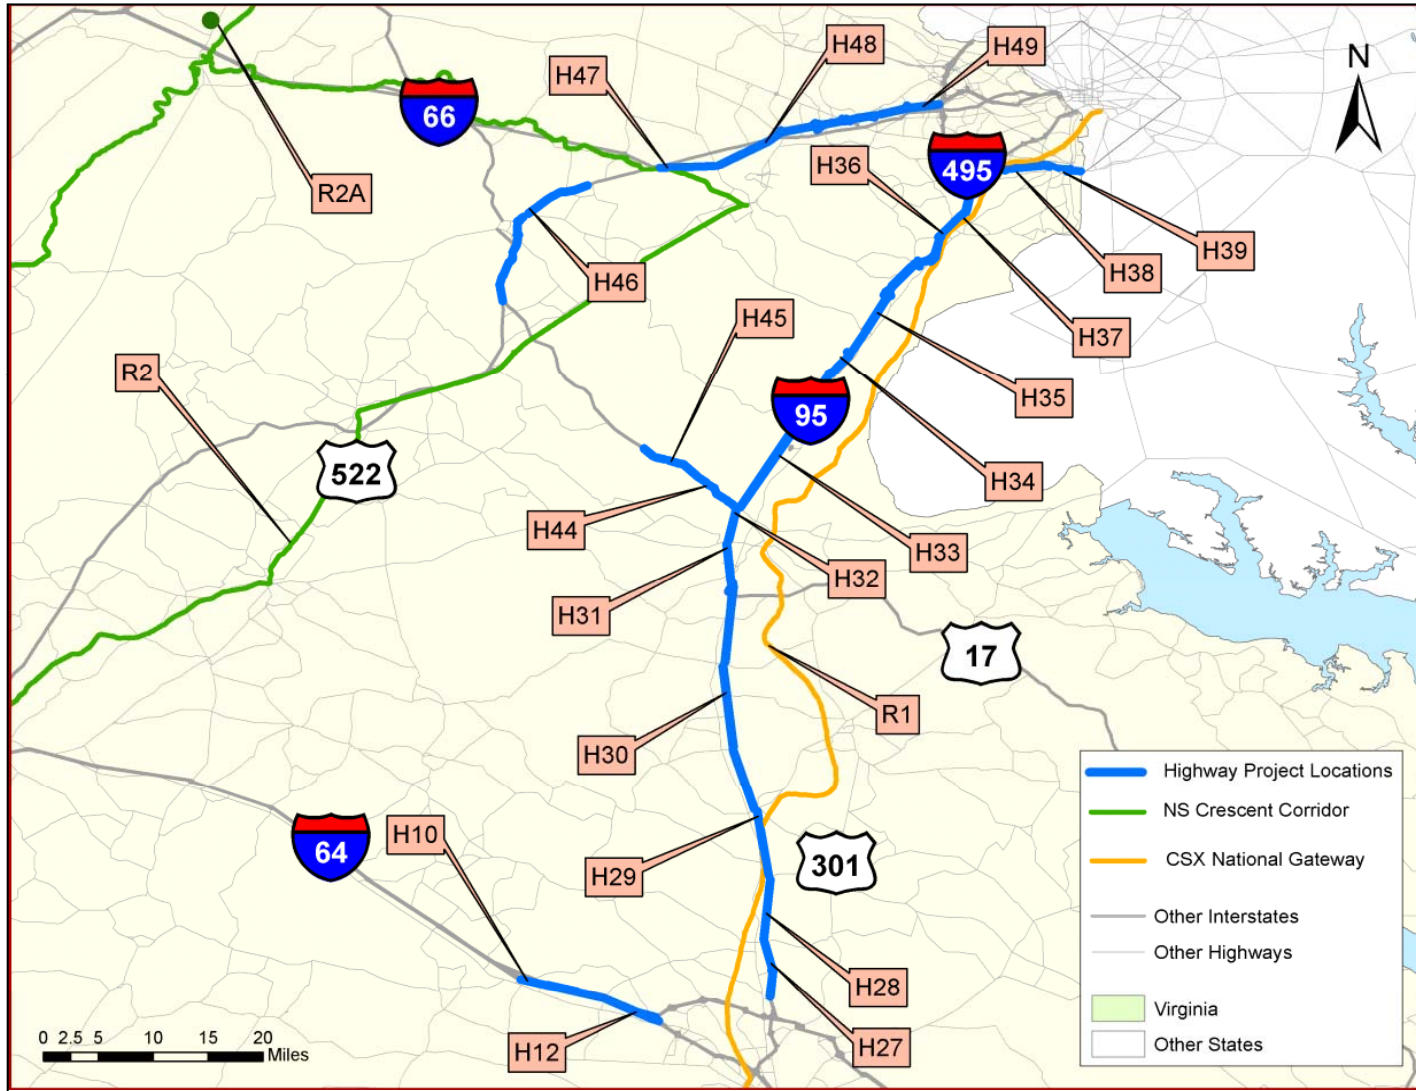 H48
H49
H47
N
66
H36
495
R2A
H46
H38
H39
H45
H37
R2
H35
95
522
H34
H44
H33
H32
H31
17
R1
H30
Highway Project Locations
NS Crescent Corridor
H10
64
CSX National Gateway
H29
301
Other Interstates
Other Highways
H28
Virginia
0 2.5 5 10 15 20
Miles
H12
H27
Other States